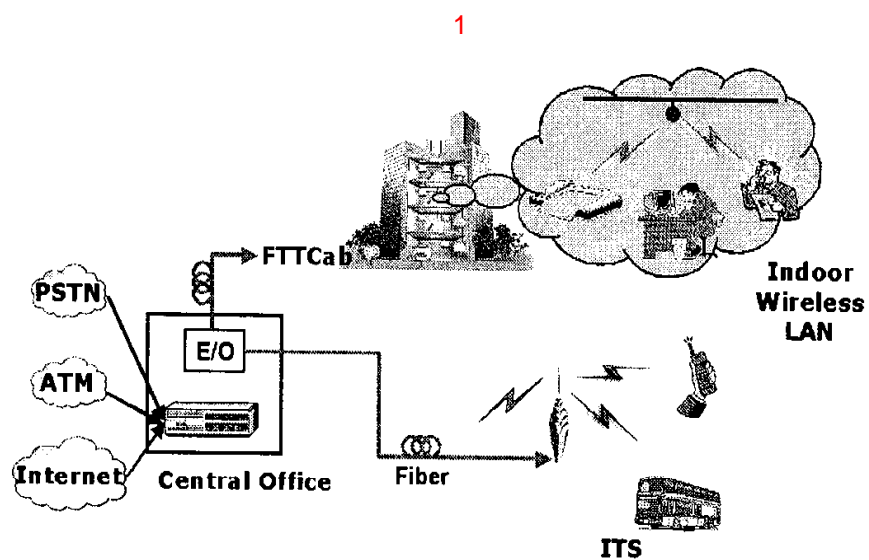 1
FTTCab
PSTN
E/O
Indoor
Wireless
LAN
ATM
Internet
Central Office
Fiber
ITS